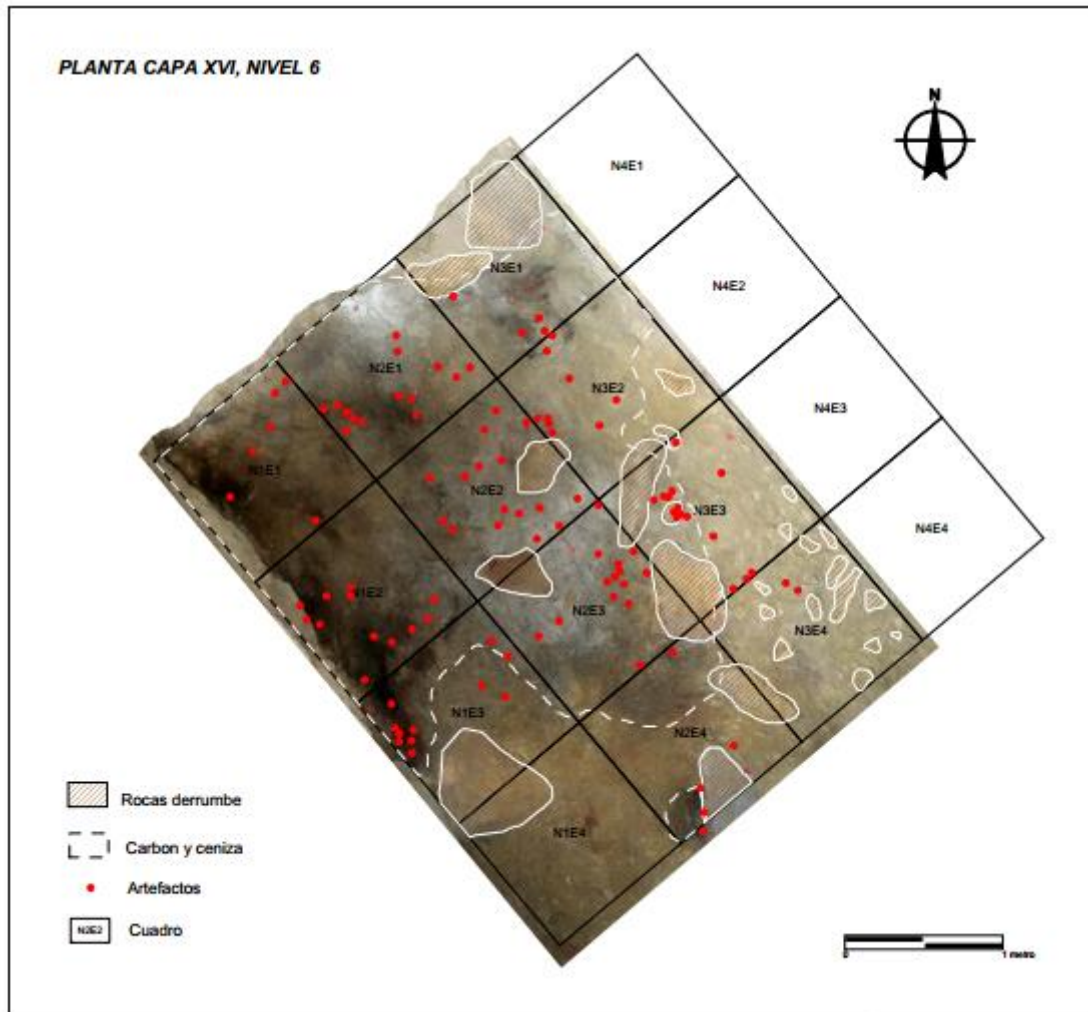 PLANTA CAPA XVI, NIVEL 6
N
N4E1
N4E2
N3E1
N2E1
N3E2
N4E3
N1E1
N2E2
N3E3
N4E4
N1E2
N2E3
N3E4
N1E3
N2E4
N1E4
Rocas derrumbe
Carbon y ceniza
Artefactos
N2E2 Cuadro
0 1 metro